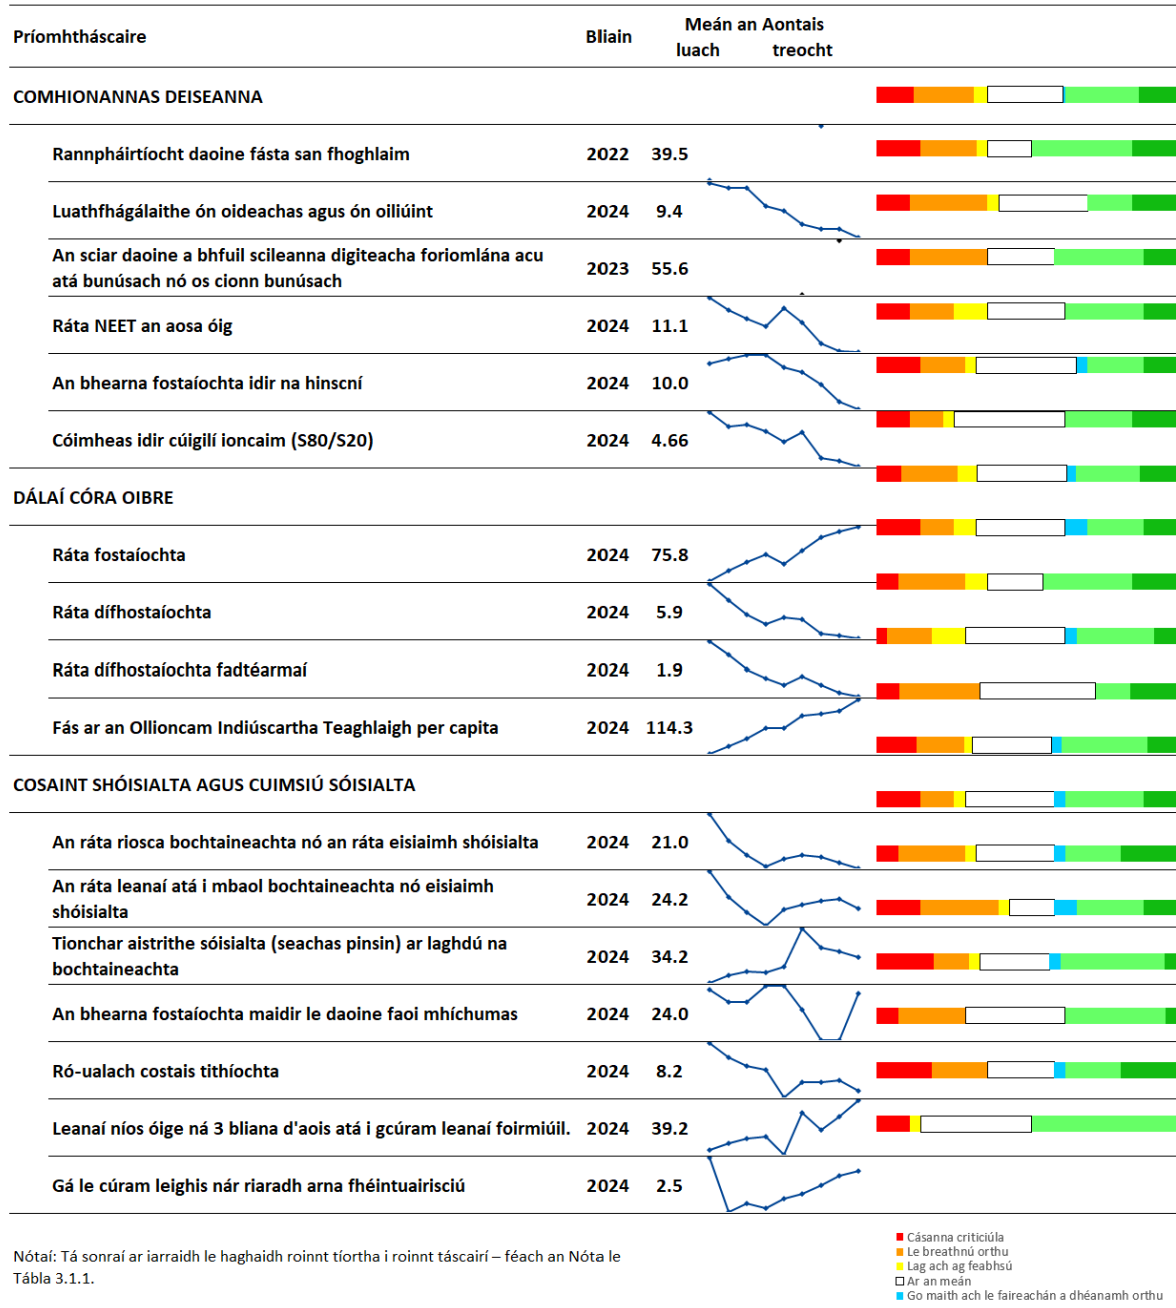 Príomhtháscaire Bliain Meán an Aontais
luach treocht
COMHIONANNAS DEISEANNA
Rannpháirtíocht daoine fásta san fhoghlaim 2022 39.5
Luathfhágálaithe ón oideachas agus ón oiliúint 2024 9.4
An sciar daoine a bhfuil scileanna digiteacha foriomlána acu
atá bunúsach nó os cionn bunúsach 2023 55.6
Ráta NEET an aosa óig 2024 11.1
An bhearna fostaíochta idir na hinscní 2024 10.0
Cóimheas idir cúigilí ioncaim (S80/S20) 2024 4.66
DÁLAÍ CÓRA OIBRE
Ráta fostaíochta 2024 75.8
Ráta dífhostaíochta 2024 5.9
Ráta dífhostaíochta fadtéarmaí 2024 1.9
Fás ar an Ollioncam Indiúscartha Teaghlaigh per capita 2024 114.3
COSAINT SHÓISIALTA AGUS CUIMSIÚ SÓISIALTA
An ráta riosca bochtaineachta nó an ráta eisiaimh shóisialta 2024 21.0
An ráta leanaí atá i mbaol bochtaineachta nó eisiaimh
shóisialta 2024 24.2
Tionchar aistrithe sóisialta (seachas pinsin) ar laghdú na
bochtaineachta 2024 34.2
An bhearna fostaíochta maidir le daoine faoi mhíchumas 2024 24.0
Ró-ualach costais tithíochta 2024 8.2
Leanaí níos óige ná 3 bliana d'aois atá i gcúram leanaí foirmiúil. 2024 39.2
Gá le cúram leighis nár riaradh arna fhéintuairisciú 2024 2.5
Nótaí: Tá sonraí ar iarraidh le haghaidh roinnt tíortha i roinnt táscairí – féach an Nóta le
Tábla 3.1.1.
Cásanna criticiúla
Le breathnú orthu
Lag ach ag feabhsú
Ar an meán
Go maith ach le faireachán a dhéanamh orthu